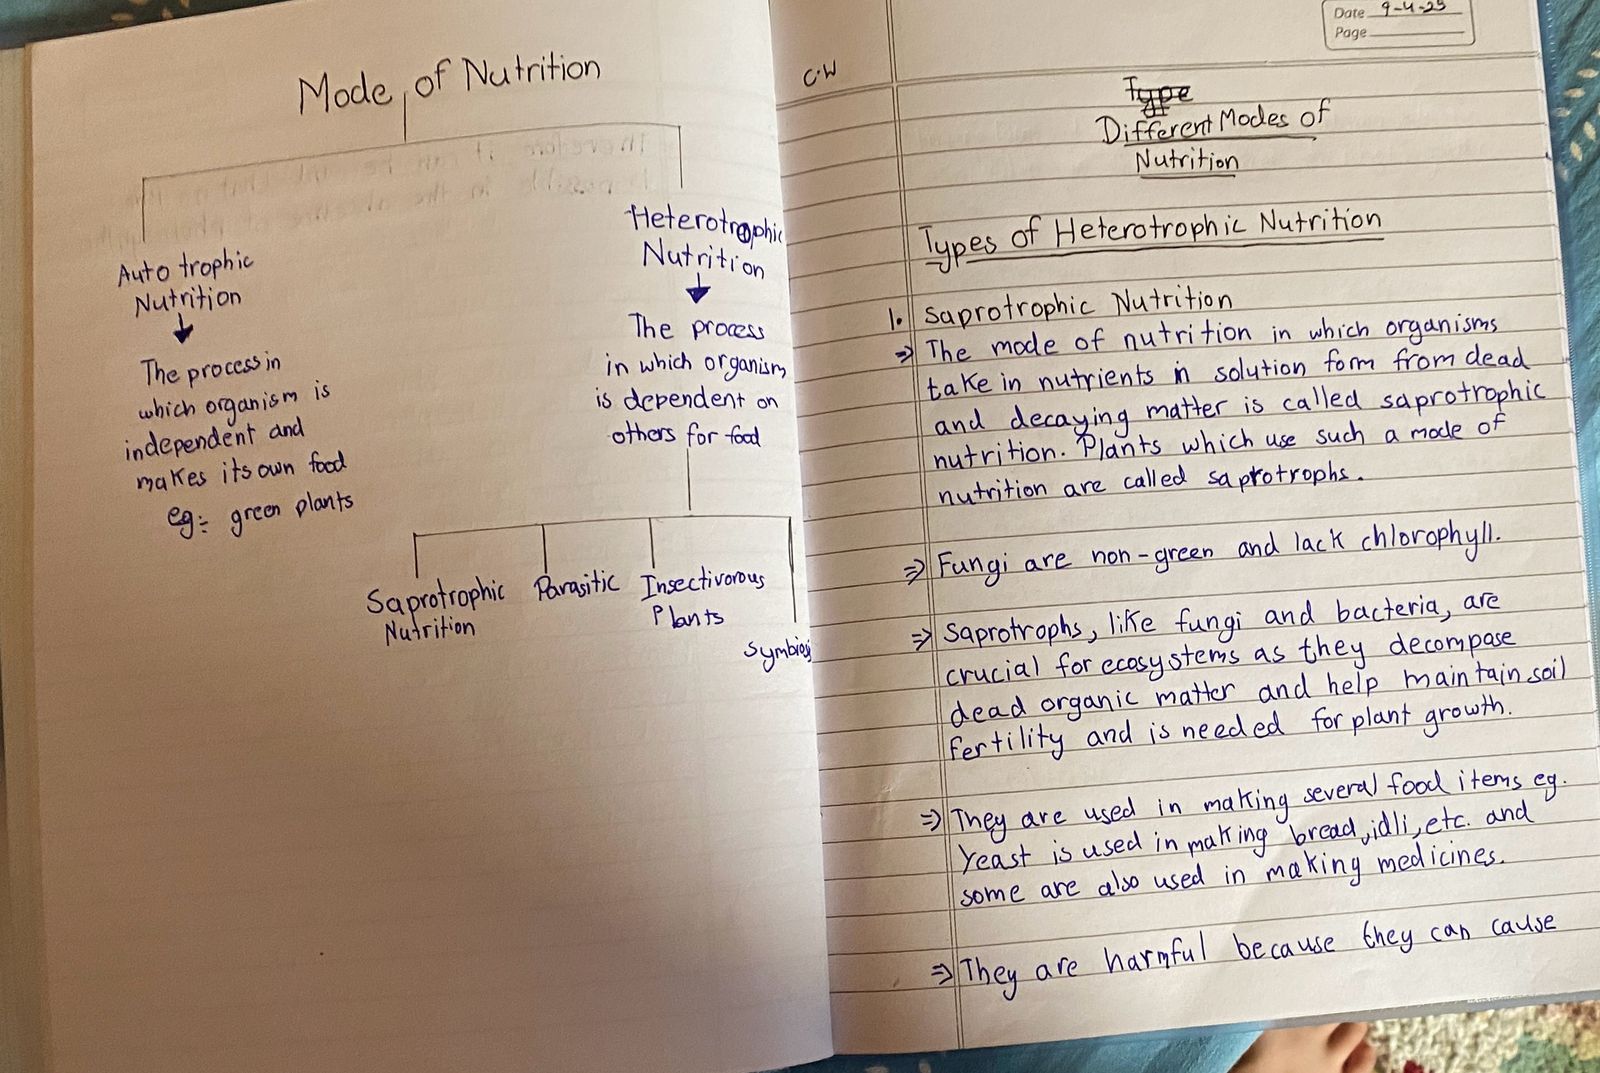 Mode of Nutrition
Auto trophic
Nutrition
The process in
which organism is
independent and
makes its own food
eg:- green plants
Heterotrophic
Nutrition
The process
in which organism
is dependent on
others for food
Saprotrophic
Nutrition
Parasitic
Insectivorous
Plants
Symbiosi
Date 9-4-25
Page
C.W
Type
Different Modes of
Nutrition
Types of Heterotrophic Nutrition
1. Saprotrophic Nutrition
⇒ The mode of nutrition in which organisms
take in nutrients in solution form from dead
and decaying matter is called saprotrophic
nutrition. Plants which use such a mode of
nutrition are called saprotrophs.
⇒ Fungi are non-green and lack chlorophyll.
⇒ Saprotrophs, like fungi and bacteria, are
crucial for ecosystems as they decompase
dead organic matter and help maintain soil
fertility and is needed for plant growth.
⇒ They are used in making several food items eg.
Yeast is used in making bread, idli, etc. and
some are also used in making medicines.
⇒ They are harmful because they can cause